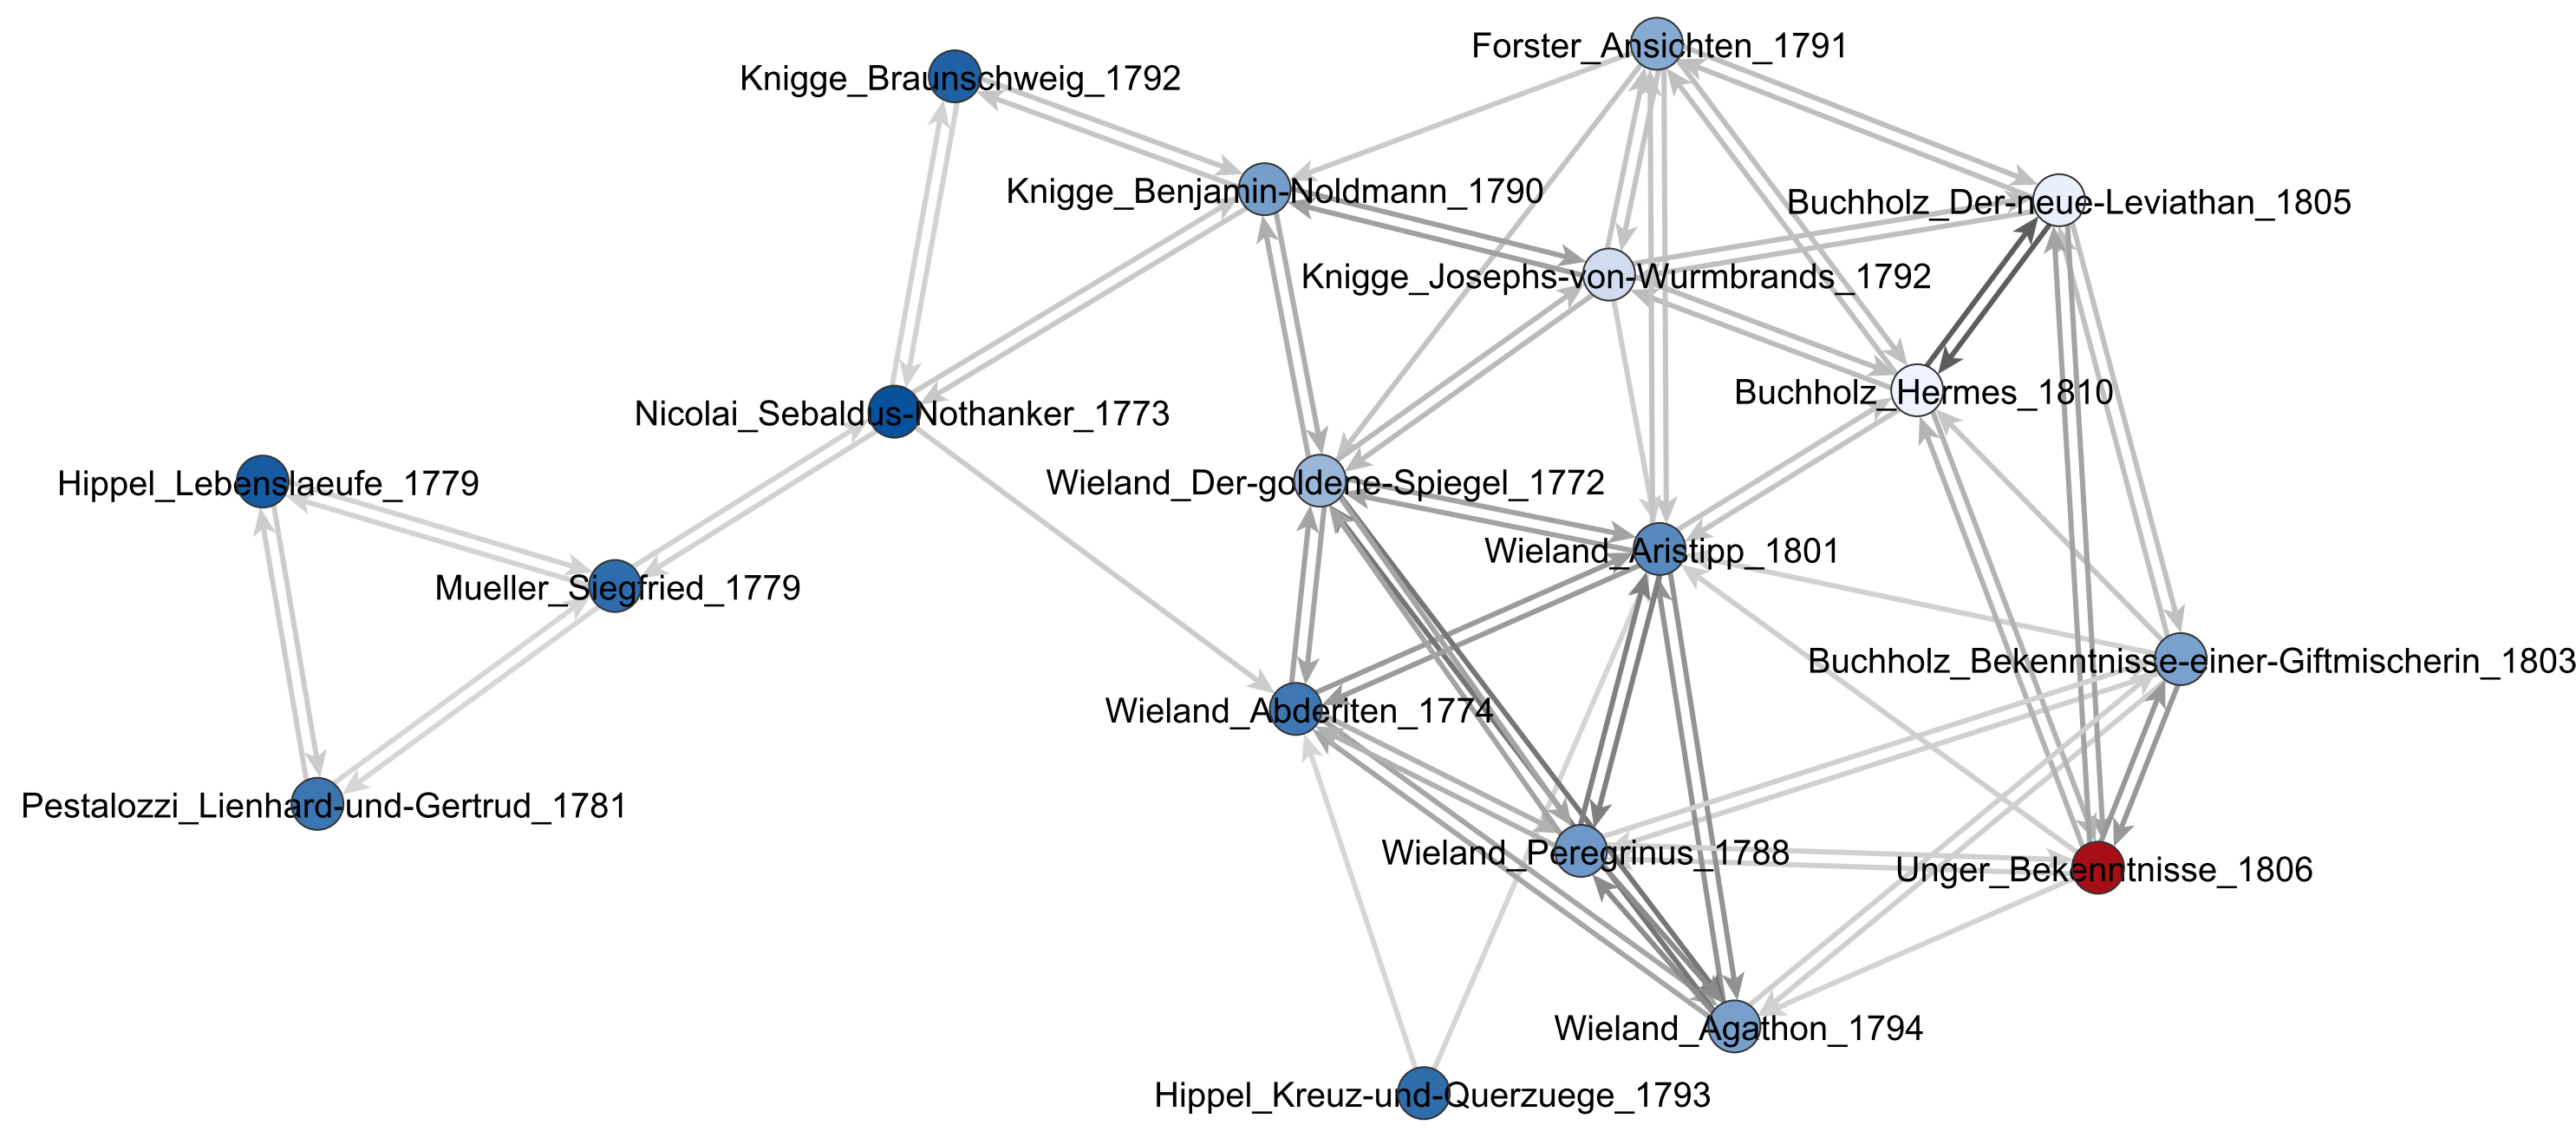 Forster_Ansichten_1791
Knigge_Braunschweig_1792
Knigge_Benjamin-Noldmann_1790
Buchholz_Der-neue-Leviathan_1805
Knigge_Josephs-von-Wurmbrands_1792
Buchholz_Hermes_1810
Nicolai_Sebaldus-Nothanker_1773
Hippel_Lebenslaeufe_1779
Wieland_Der-goldene-Spiegel_1772
Wieland_Aristipp_1801
Mueller_Siegfried_1779
Buchholz_Bekenntnisse-einer-Giftmischerin_1803
Wieland_Abderiten_1774
Pestalozzi_Lienhard-und-Gertrud_1781
Wieland_Peregrinus_1788
Unger_Bekenntnisse_1806
Wieland_Agathon_1794
Hippel_Kreuz-und-Querzuege_1793